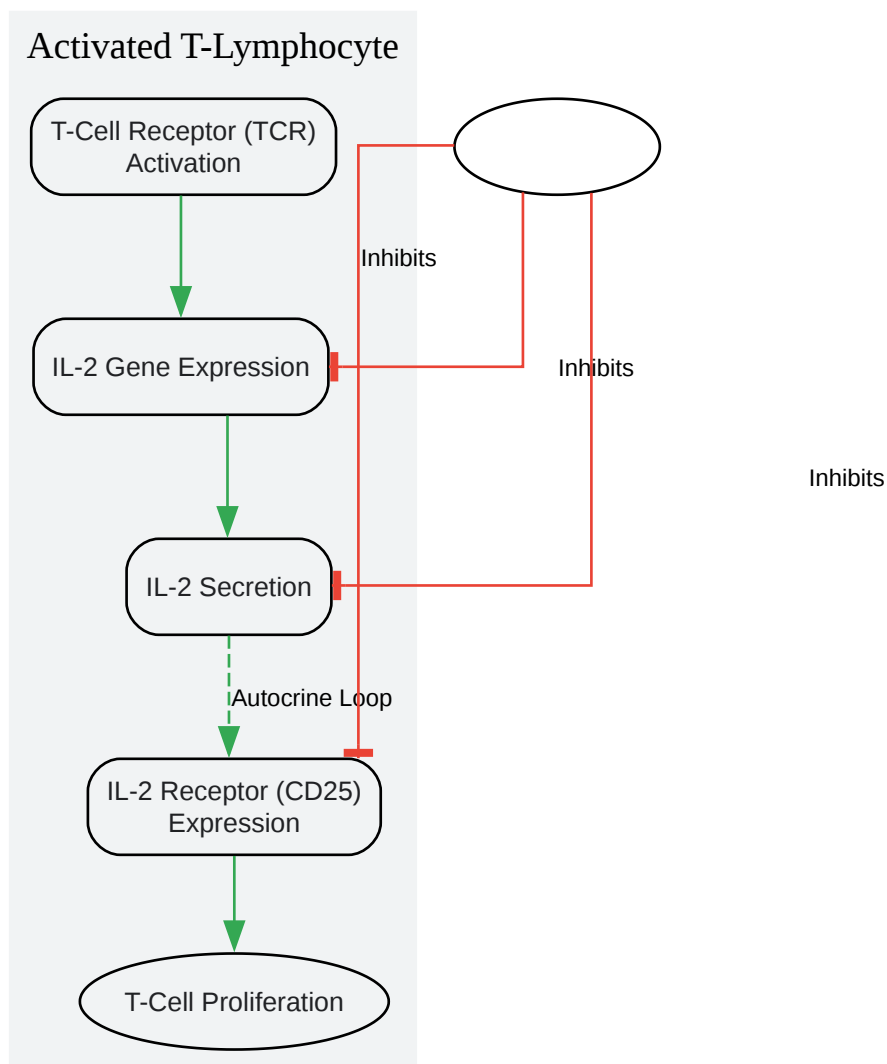 Activated T-Lymphocyte
T-Cell Receptor (TCR)
Activation
Inhibits
IL-2 Gene Expression
Inhibits
Inhibits
IL-2 Secretion
Autocrine Loop
IL-2 Receptor (CD25)
Expression
T-Cell Proliferation